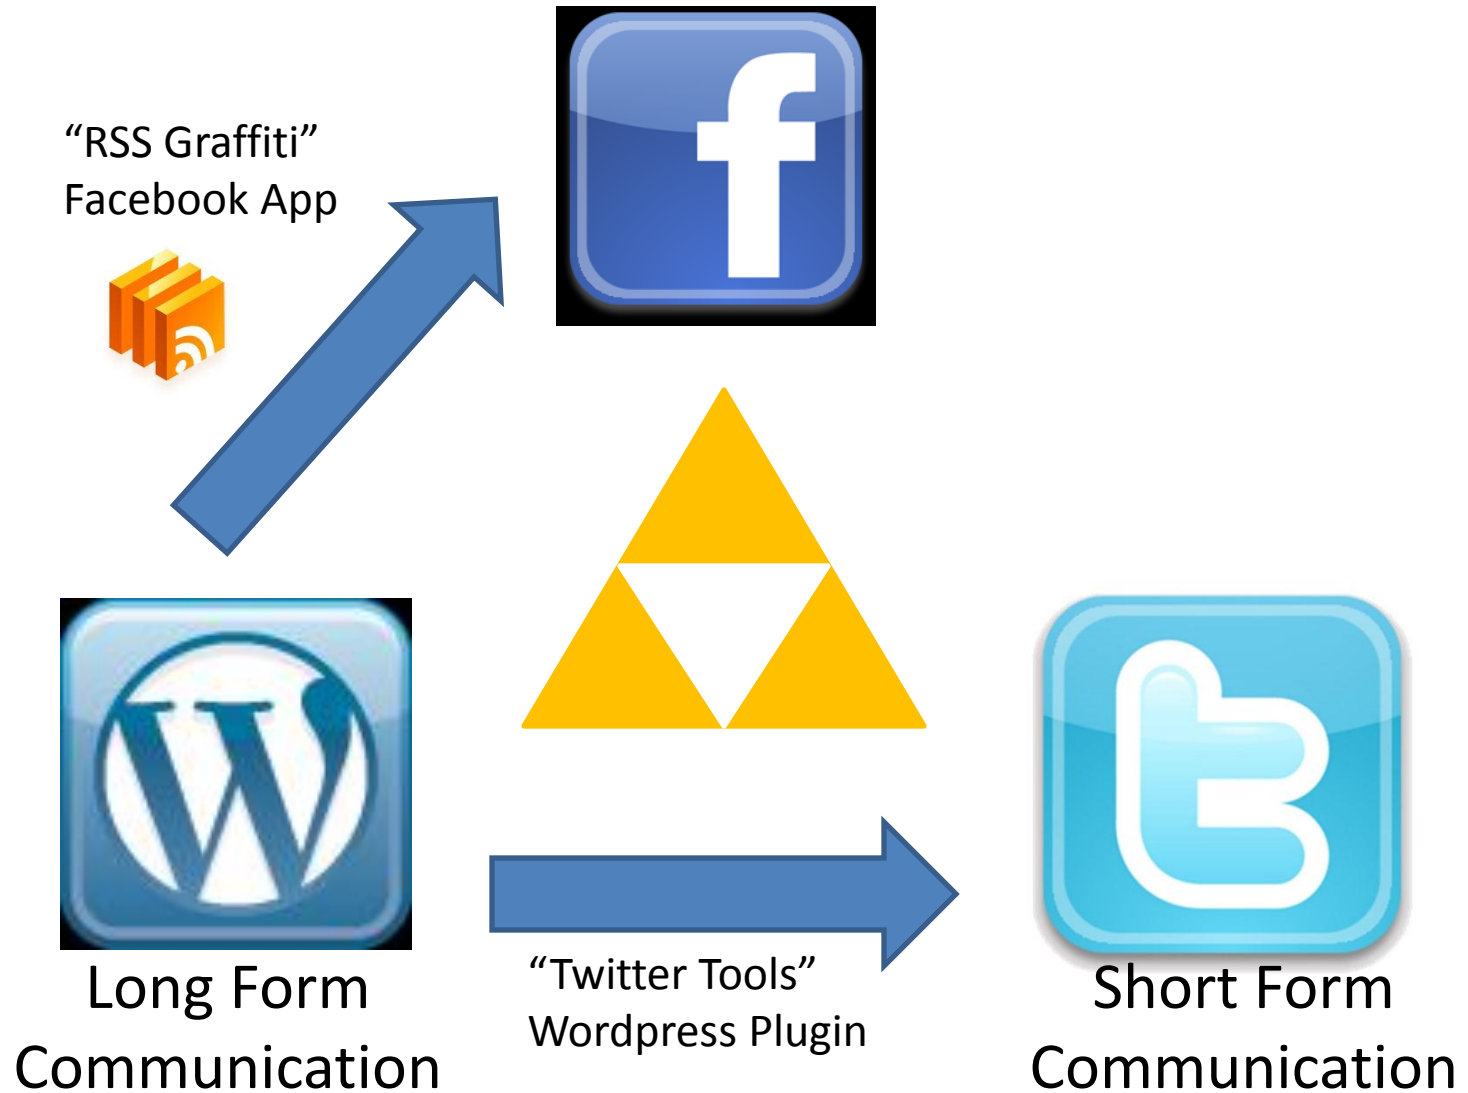 “RSS Graffiti”
Facebook App
f
W
t
“Twitter Tools”
Wordpress Plugin
Long Form
Communication
Short Form
Communication